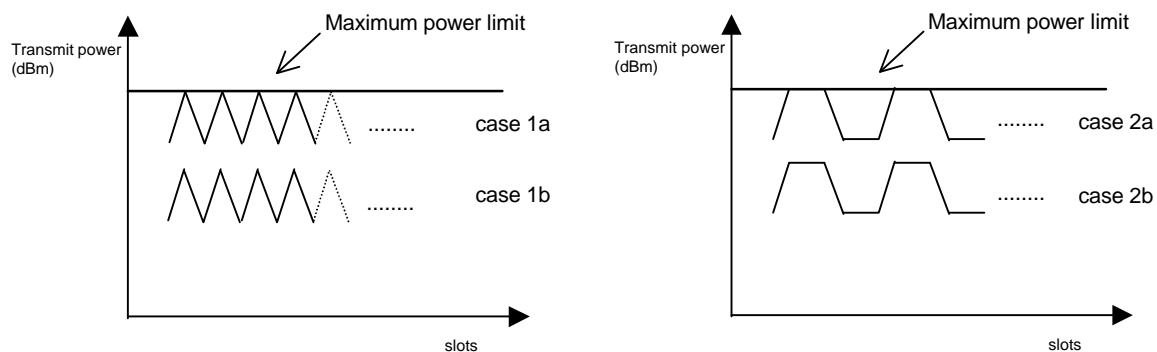 Maximum power limit
Transmit power
(dBm)
........ case 1a
........ case 1b
slots
Maximum power limit
Transmit power
(dBm)
........ case 2a
........ case 2b
slots